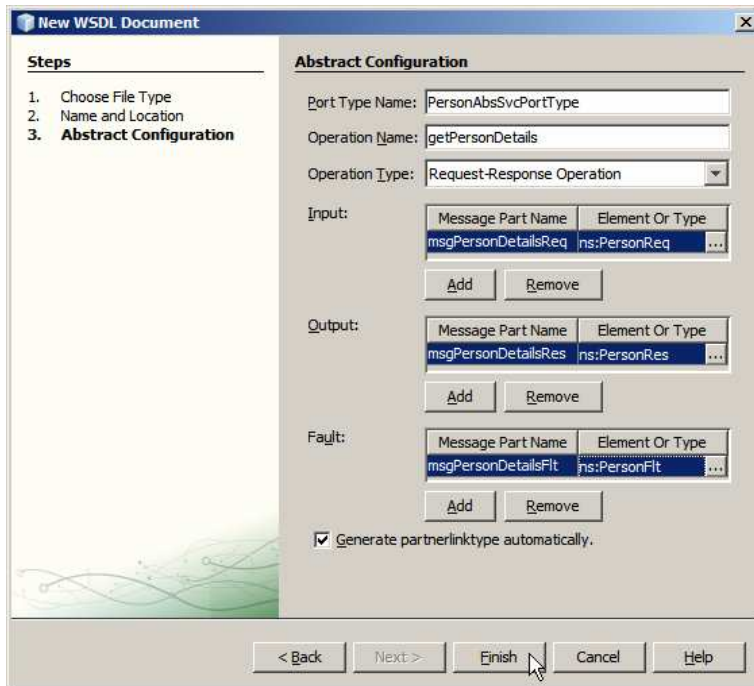 New WSDL Document
Steps
1. Choose File Type
2. Name and Location
3. Abstract Configuration
Abstract Configuration
Port Type Name: PersonAbsSvcPortType
Operation Name: getPersonDetails
Operation Type: Request-Response Operation
Input:
Message Part Name Element Or Type
msgPersonDetailsReq ns:PersonReq ...
Add Remove
Output:
Message Part Name Element Or Type
msgPersonDetailsRes ns:PersonRes ...
Add Remove
Fault:
Message Part Name Element Or Type
msgPersonDetailsFlt ns:PersonFlt ...
Add Remove
Generate partnerlinktype automatically.
< Back Next > Finish Cancel Help